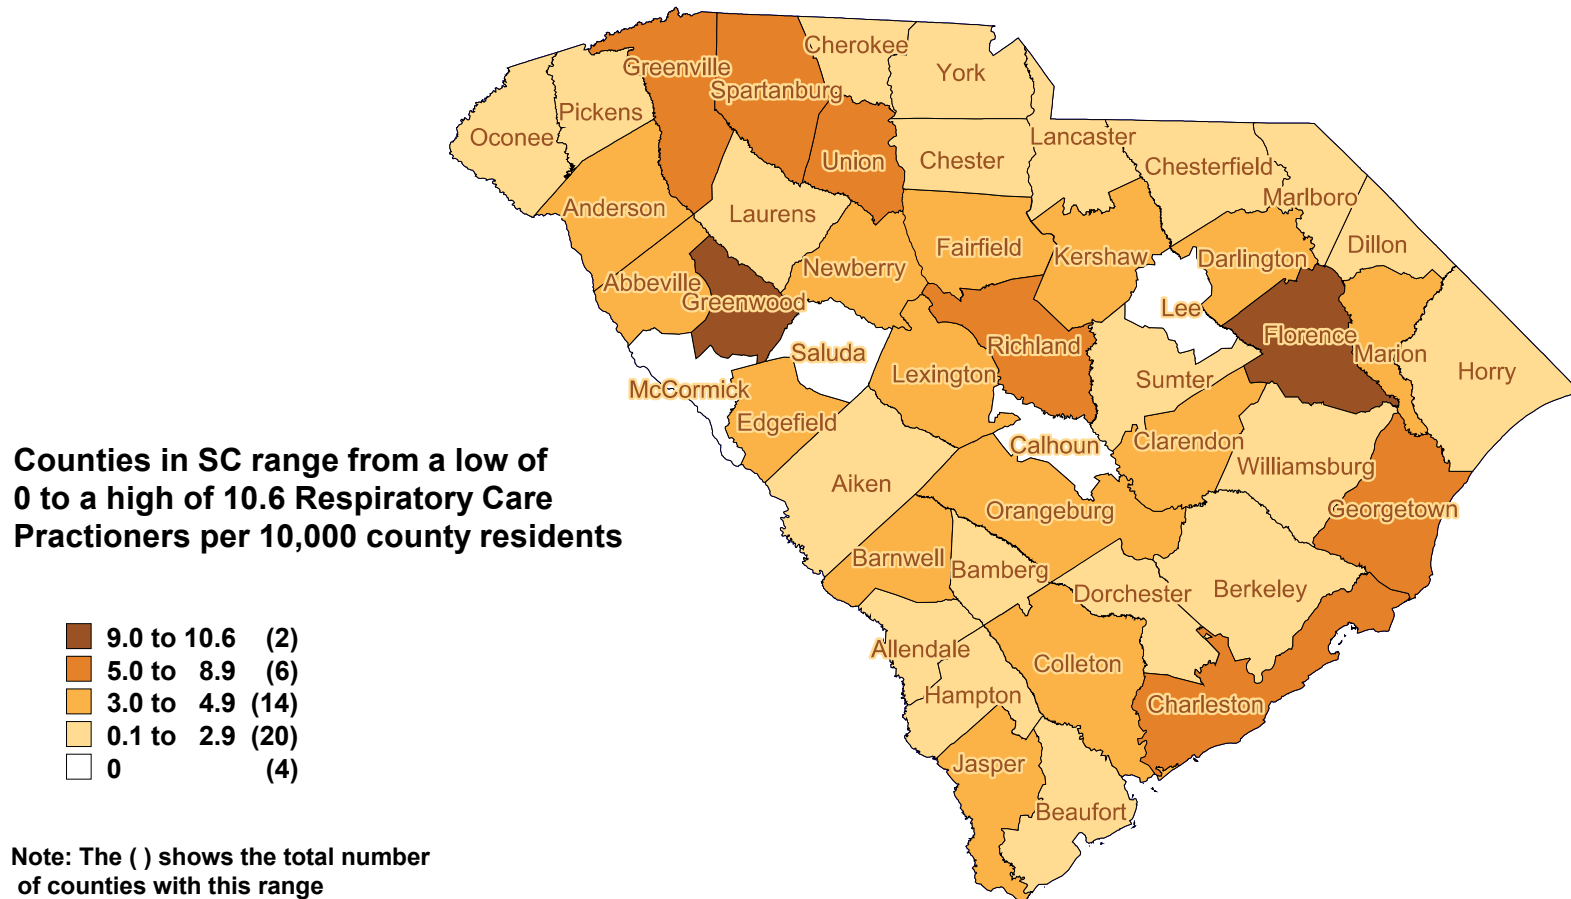 Cherokee
Greenville
York
Spartanburg
Pickens
Oconee
Lancaster
Union
Chester
Chesterfield
Marlboro
Anderson
Laurens
Fairfield
Dillon
Kershaw
Darlington
Newberry
Abbeville
Greenwood
Lee
Florence
Richland
Saluda
Marion
Lexington
Horry
Sumter
McCormick
Edgefield
Clarendon
Calhoun
Williamsburg
Counties in SC range from a low of
0 to a high of 10.6 Respiratory Care
Practioners per 10,000 county residents
Aiken
Orangeburg
Georgetown
Barnwell
Bamberg
Dorchester
Berkeley
Allendale
Colleton
Hampton
Charleston
Jasper
Beaufort
9.0 to 10.6 (2)
5.0 to 8.9 (6)
3.0 to 4.9 (14)
0.1 to 2.9 (20)
0 (4)
Note: The ( ) shows the total number
of counties with this range